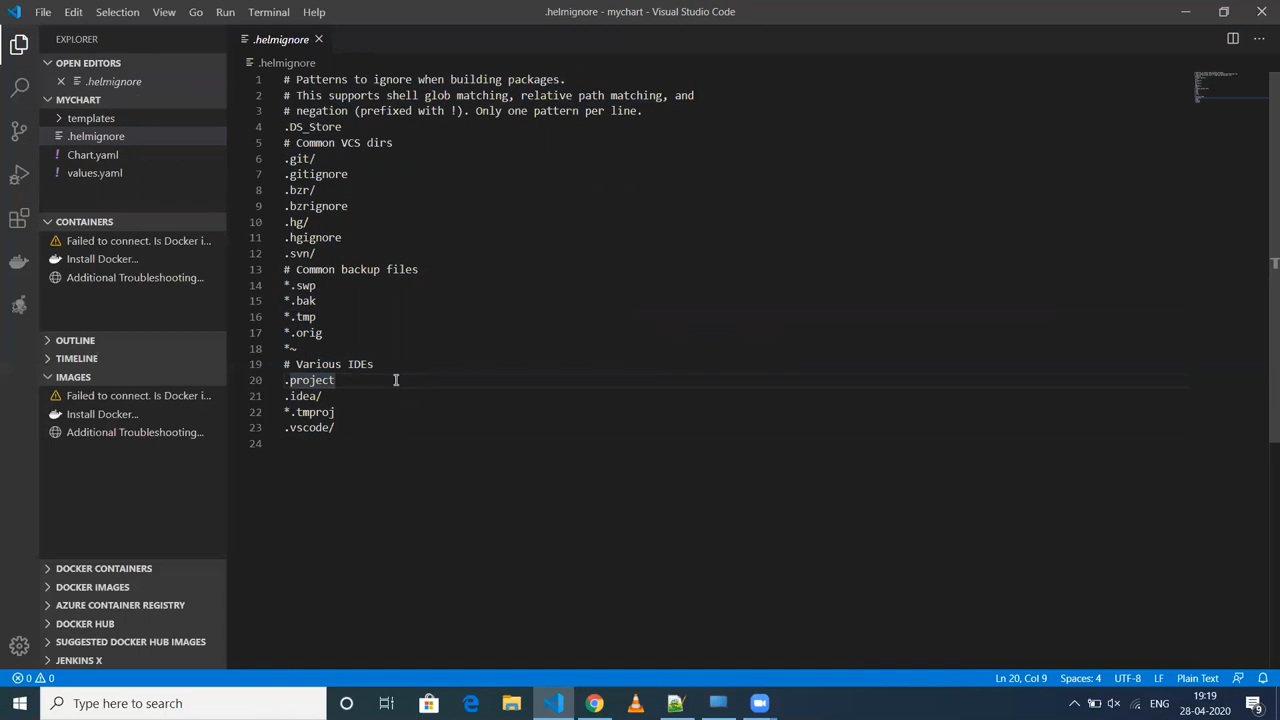 File Edit Selection View Go Run Terminal Help
.helmignore - mychart - Visual Studio Code
EXPLORER
OPEN EDITORS
.helmignore
MYCHART
templates
.helmignore
! Chart.yaml
! values.yaml
CONTAINERS
Failed to connect. Is Docker i...
Install Docker...
Additional Troubleshooting...
OUTLINE
TIMELINE
IMAGES
Failed to connect. Is Docker i...
Install Docker...
Additional Troubleshooting...
DOCKER CONTAINERS
DOCKER IMAGES
AZURE CONTAINER REGISTRY
DOCKER HUB
SUGGESTED DOCKER HUB IMAGES
JENKINS X
.helmignore
.helmignore
1 # Patterns to ignore when building packages.
2 # This supports shell glob matching, relative path matching, and
3 # negation (prefixed with !). Only one pattern per line.
4 .DS_Store
5 # Common VCS dirs
6 .git/
7 .gitignore
8 .bzr/
9 .bzrignore
10 .hg/
11 .hgignore
12 .svn/
13 # Common backup files
14 *.swp
15 *.bak
16 *.tmp
17 *.orig
18 *~
19 # Various IDEs
20 .project
21 .idea/
22 *.tmproj
23 .vscode/
24
0 0
Ln 20, Col 9 Spaces: 4 UTF-8 LF Plain Text
Type here to search
ENG
19:19
28-04-2020